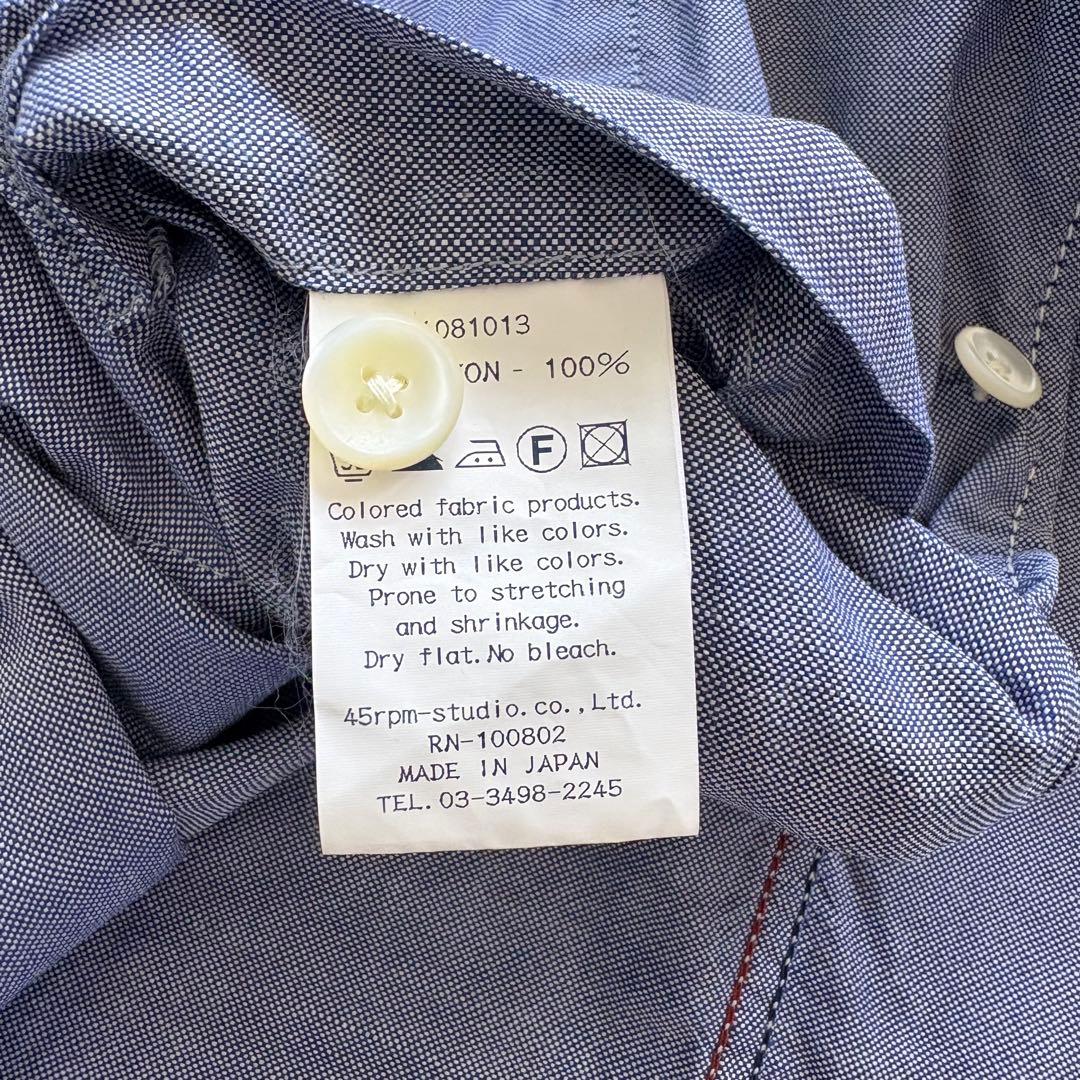 081013
- 100%
F
Colored fabric products.
Wash with like colors.
Dry with like colors.
Prone to stretching
and shrinkage.
Dry flat.No bleach.
45rpm-studio.co.,Ltd.
RN-100802
MADE IN JAPAN
TEL.03-3498-2245